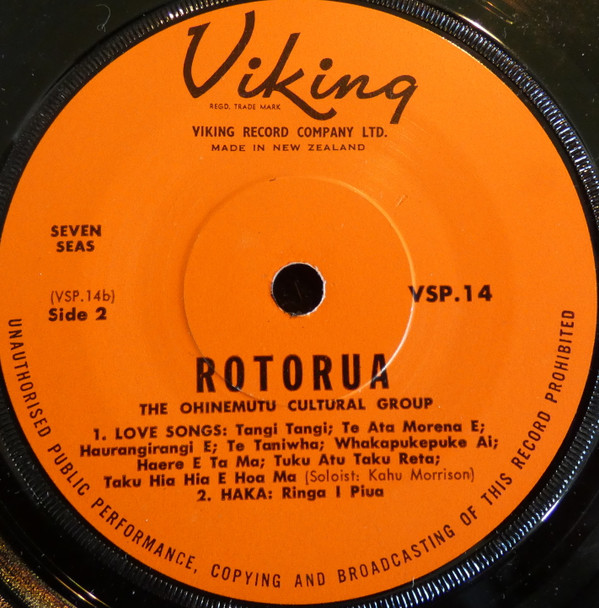 Viking
REGD. TRADE MARK
VIKING RECORD COMPANY LTD.
MADE IN NEW ZEALAND
SEVEN
SEAS
(VSP.14b)
Side 2
VSP.14
ROTORUA
THE OHINEMUTU CULTURAL GROUP
1. LOVE SONGS: Tangi Tangi; Te Ata Morena E;
Haurangirangi E; Te Taniwha; Whakapukepuke Ai;
Haere E Ta Ma; Tuku Atu Taku Reta;
Taku Hia Hia E Hoa Ma (Soloist: Kahu Morrison)
2. HAKA: Ringa I Piua
UNAUTHORISED PUBLIC PERFORMANCE, COPYING AND BROADCASTING OF THIS RECORD PROHIBITED